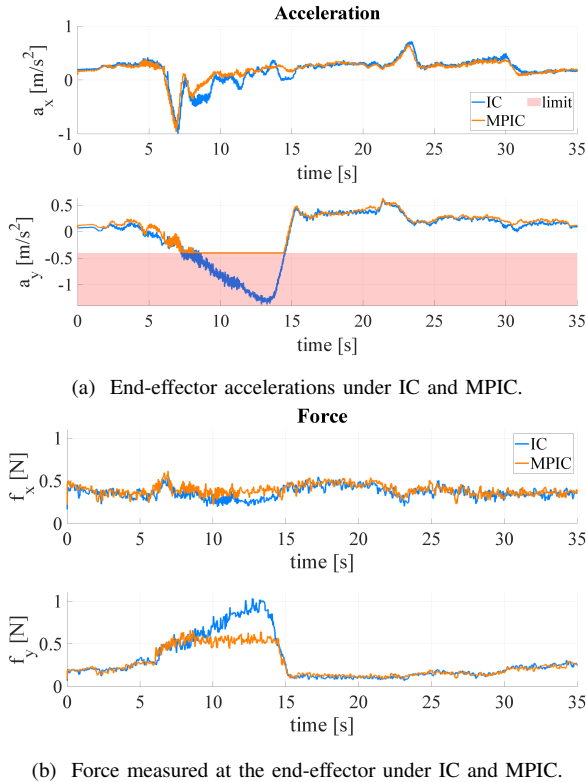 Acceleration
1
0
-1
a_x [m/s²]
IC
limit
MPIC
0 5 10 15 20 25 30 35
time [s]
0.5
0
-0.5
-1
a_y [m/s²]
0 5 10 15 20 25 30 35
time [s]
(a) End-effector accelerations under IC and MPIC.
Force
1
0.5
0
f_x [N]
IC
MPIC
0 5 10 15 20 25 30 35
time [s]
1
0.5
0
f_y [N]
0 5 10 15 20 25 30 35
time [s]
(b) Force measured at the end-effector under IC and MPIC.